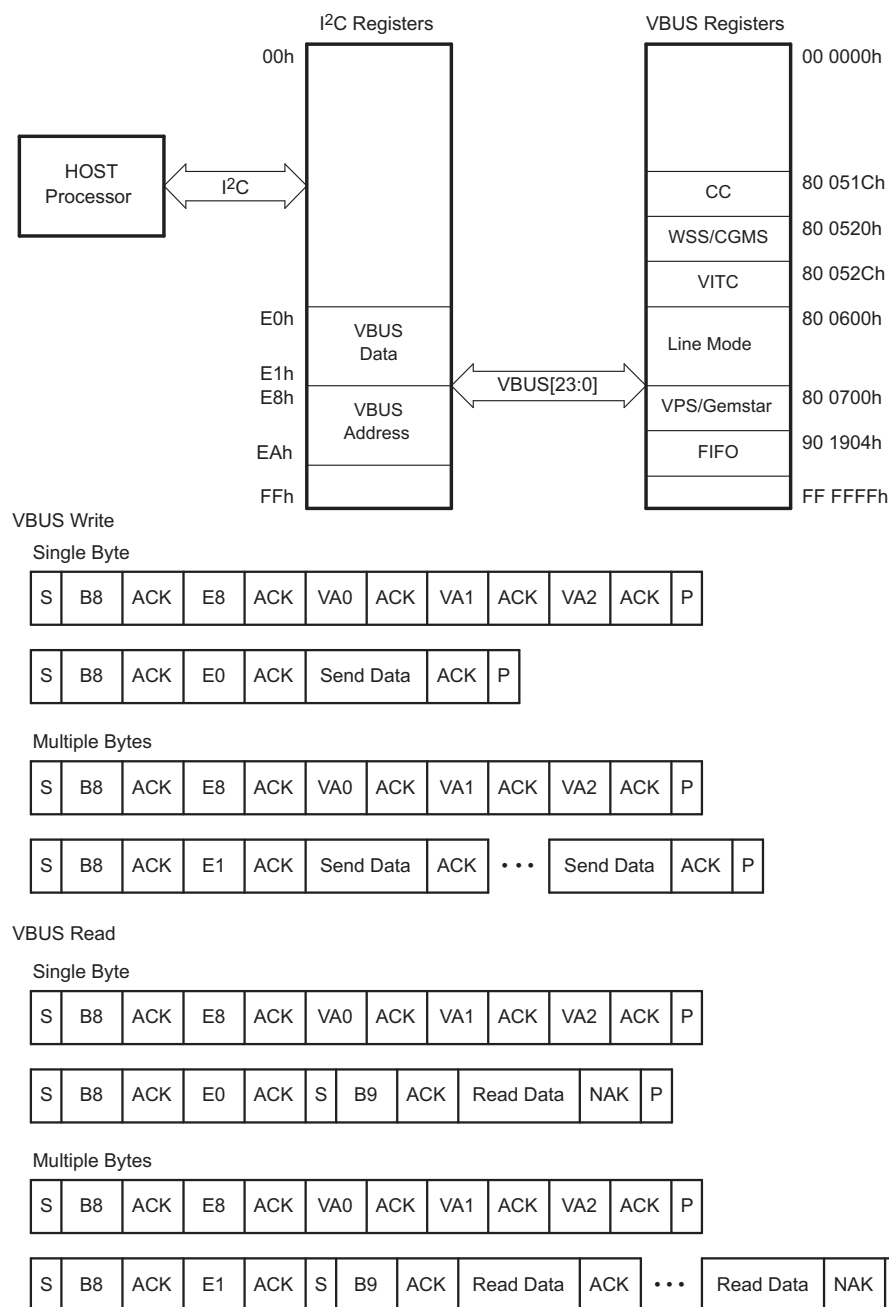 I2C Registers VBUS Registers
00h 00 0000h
HOST
Processor
I2C
CC 80 051Ch
WSS/CGMS 80 0520h
VITC 80 052Ch
E0h 80 0600h
VBUS
Data
Line Mode
E1h
VBUS[23:0]
E8h VPS/Gemstar 80 0700h
VBUS
Address
EAh FIFO 90 1904h
FFh FF FFFFh
VBUS Write
Single Byte
S B8 ACK E8 ACK VA0 ACK VA1 ACK VA2 ACK P
S B8 ACK E0 ACK Send Data ACK P
Multiple Bytes
S B8 ACK E8 ACK VA0 ACK VA1 ACK VA2 ACK P
S B8 ACK E1 ACK Send Data ACK • • • Send Data ACK P
VBUS Read
Single Byte
S B8 ACK E8 ACK VA0 ACK VA1 ACK VA2 ACK P
S B8 ACK E0 ACK S B9 ACK Read Data NAK P
Multiple Bytes
S B8 ACK E8 ACK VA0 ACK VA1 ACK VA2 ACK P
S B8 ACK E1 ACK S B9 ACK Read Data ACK • • • Read Data NAK